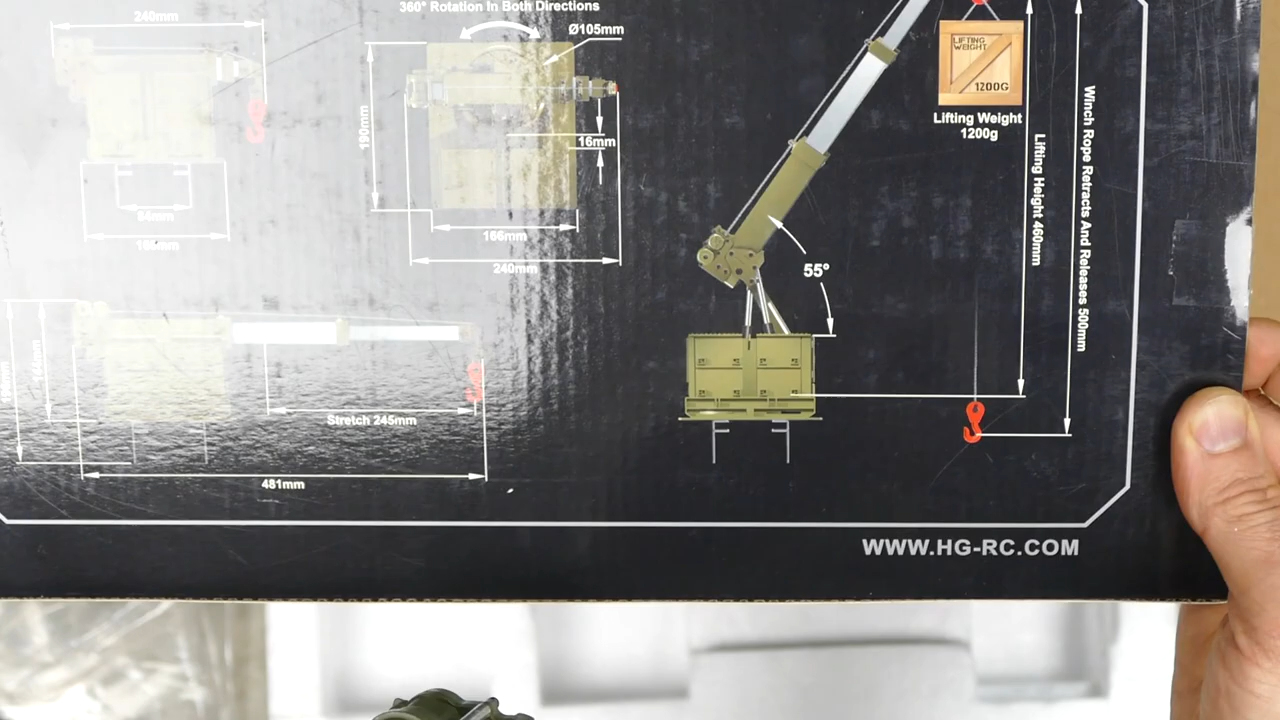 240mm
360° Rotation In Both Directions
Ø105mm
190mm
16mm
166mm
240mm
LIFTING
WEIGHT
1200G
Lifting Weight
1200g
Lifting Height 460mm
Winch Rope Retracts And Releases 500mm
55°
Stretch 245mm
481mm
WWW.HG-RC.COM